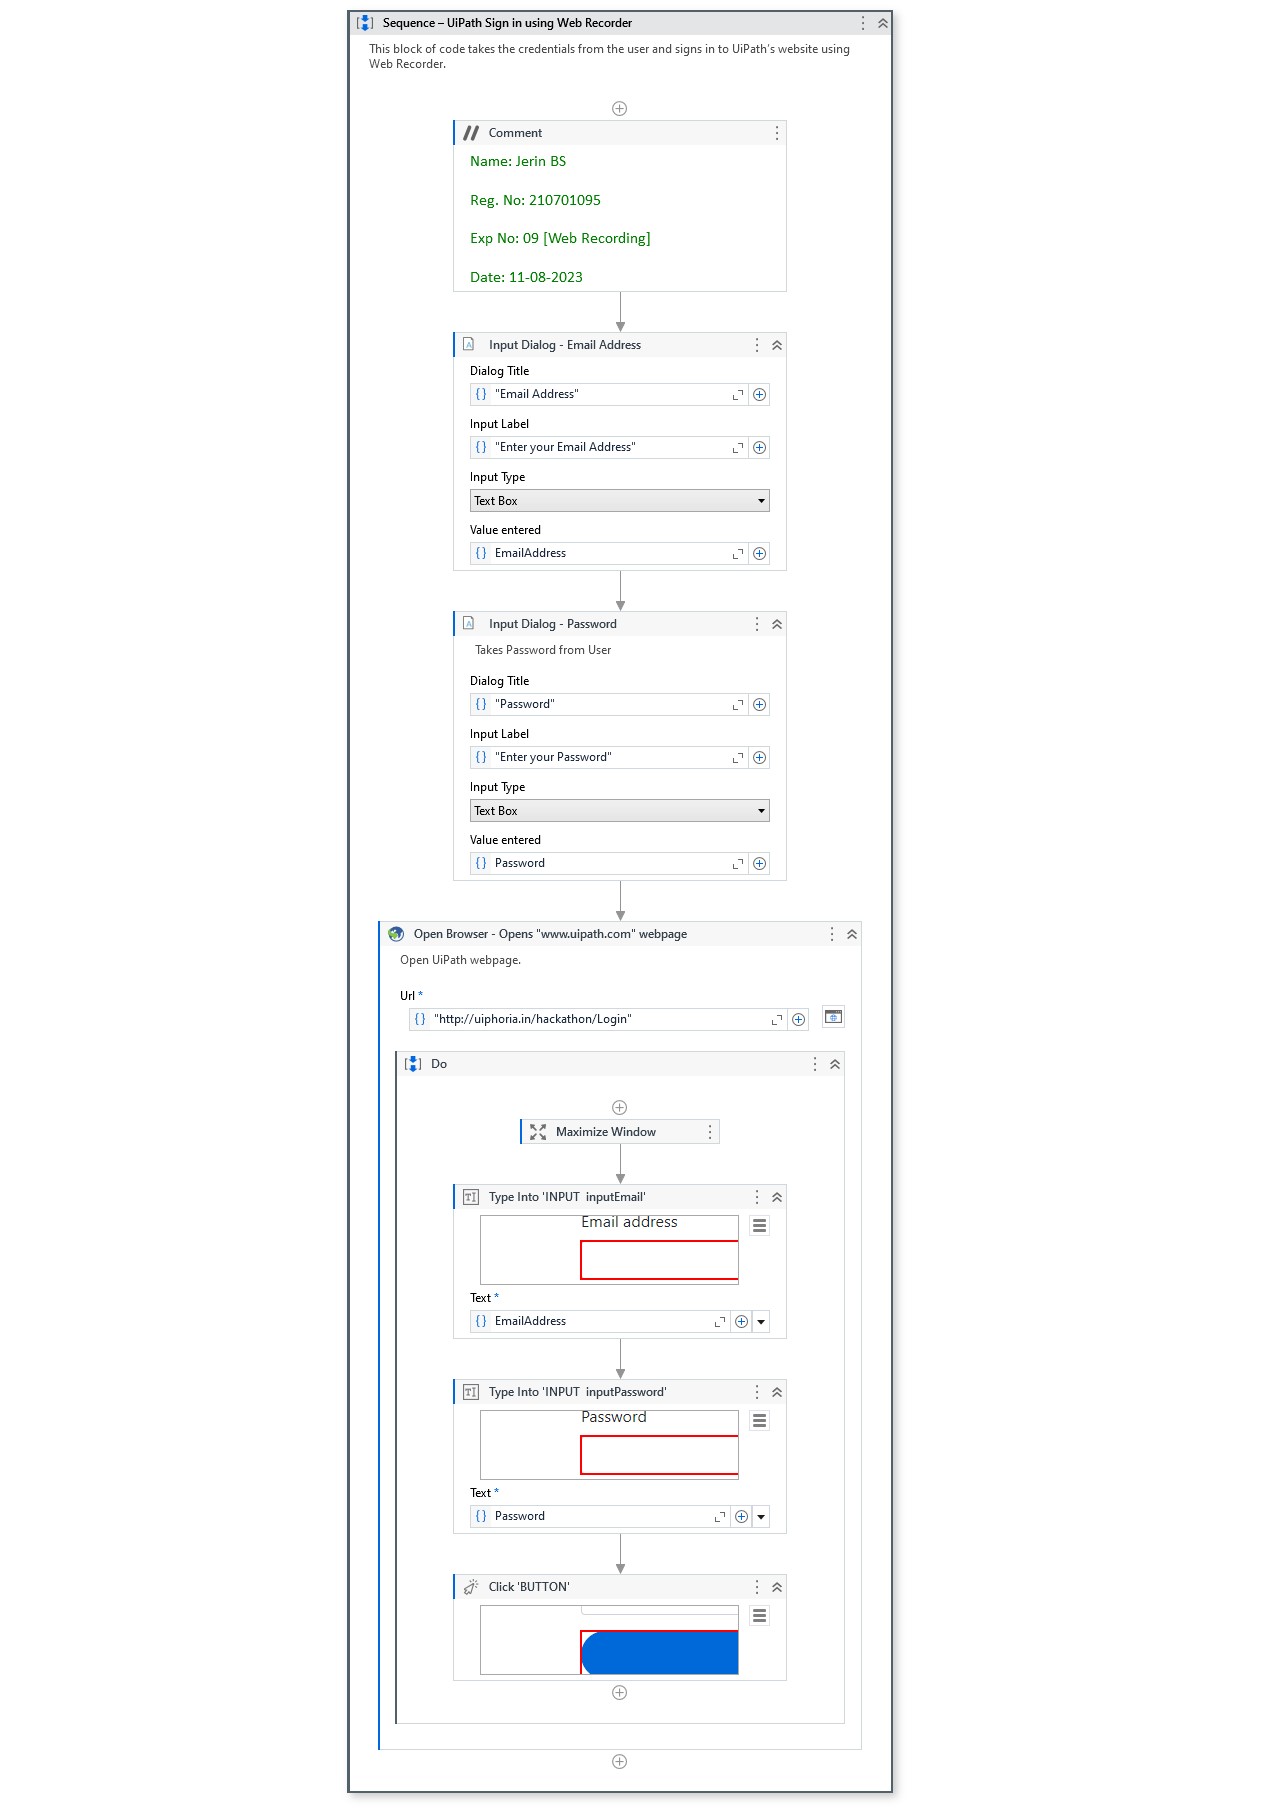 Sequence – UiPath Sign in using Web Recorder
This block of code takes the credentials from the user and signs in to UiPath's website using
Web Recorder.
Comment
Name: Jerin BS
Reg. No: 210701095
Exp No: 09 [Web Recording]
Date: 11-08-2023
Input Dialog - Email Address
Dialog Title
"Email Address"
Input Label
"Enter your Email Address"
Input Type
Text Box
Value entered
EmailAddress
Input Dialog - Password
Takes Password from User
Dialog Title
"Password"
Input Label
"Enter your Password"
Input Type
Text Box
Value entered
Password
Open Browser - Opens "www.uipath.com" webpage
Open UiPath webpage.
Url *
"http://uiphoria.in/hackathon/Login"
Do
Maximize Window
Type Into 'INPUT  inputEmail'
Email address
Text *
EmailAddress
Type Into 'INPUT  inputPassword'
Password
Text *
Password
Click 'BUTTON'